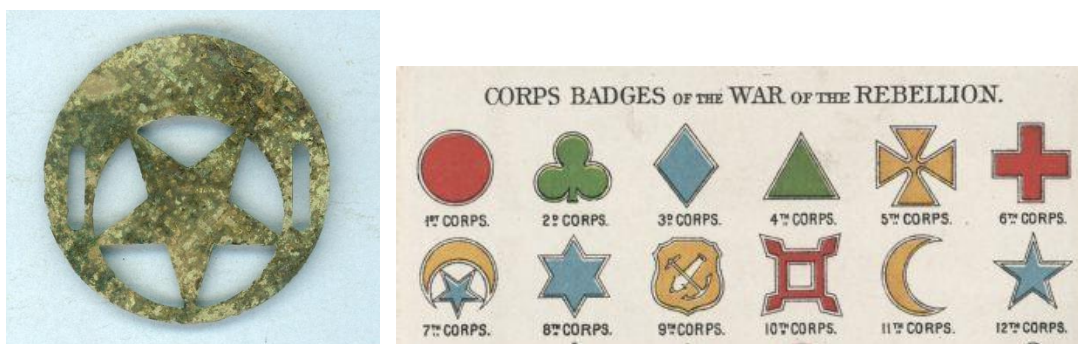 CORPS BADGES OF THE WAR OF THE REBELLION.
1ST CORPS. 2D CORPS. 3D CORPS. 4TH CORPS. 5TH CORPS. 6TH CORPS.
7TH CORPS. 8TH CORPS. 9TH CORPS. 10TH CORPS. 11TH CORPS. 12TH CORPS.